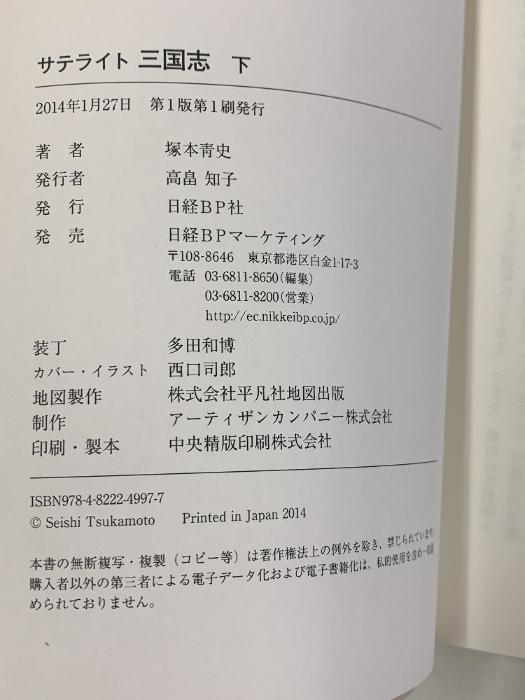 サテライト 三国志 下
2014年1月27日 第1版第1刷発行
著者 塚本靑史
発行者 高畠 知子
発行 日経BP社
発売 日経BPマーケティング
〒108-8646 東京都港区白金1-17-3
電話 03-6811-8650(編集)
03-6811-8200(営業)
http://ec.nikkeibp.co.jp/
装丁 多田和博
カバー・イラスト 西口司郎
地図製作 株式会社平凡社地図出版
制作 アーティザンカンパニー株式会社
印刷・製本 中央精版印刷株式会社
ISBN978-4-8222-4997-7
© Seishi Tsukamoto Printed in Japan 2014
本書の無断複写・複製（コピー等）は著作権法上の例外を除き、禁じられています。
購入者以外の第三者による電子データ化および電子書籍化は、私的使用を含め一切認
められておりません。